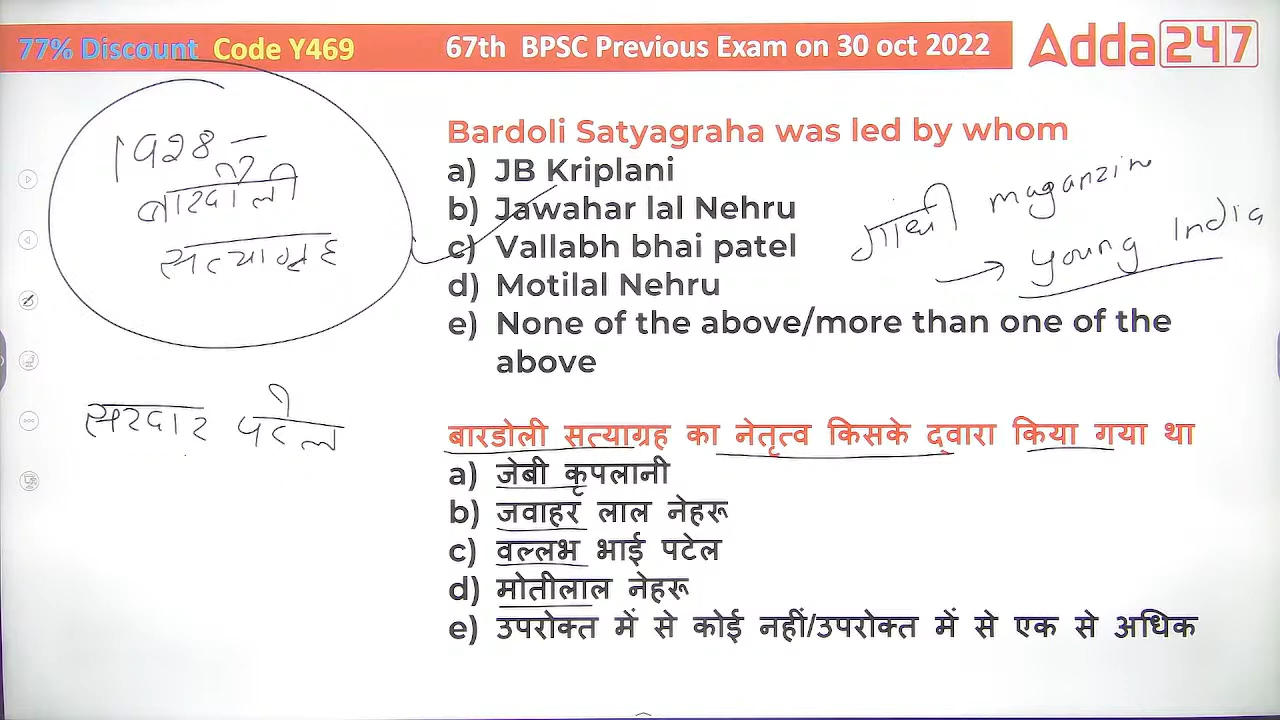 77% Discount Code Y469
67th BPSC Previous Exam on 30 oct 2022
Adda247
Bardoli Satyagraha was led by whom
a) JB Kriplani
b) Jawahar lal Nehru
c) Vallabh bhai patel
d) Motilal Nehru
e) None of the above/more than one of the
above
1928 –
बारदोली
सत्याग्रह
सरदार पटेल
गांधी maganzin
→ young India
बारडोली सत्याग्रह का नेतृत्व किसके द्वारा किया गया था
a) जेबी कृपलानी
b) जवाहर लाल नेहरू
c) वल्लभ भाई पटेल
d) मोतीलाल नेहरू
e) उपरोक्त में से कोई नहीं/उपरोक्त में से एक से अधिक